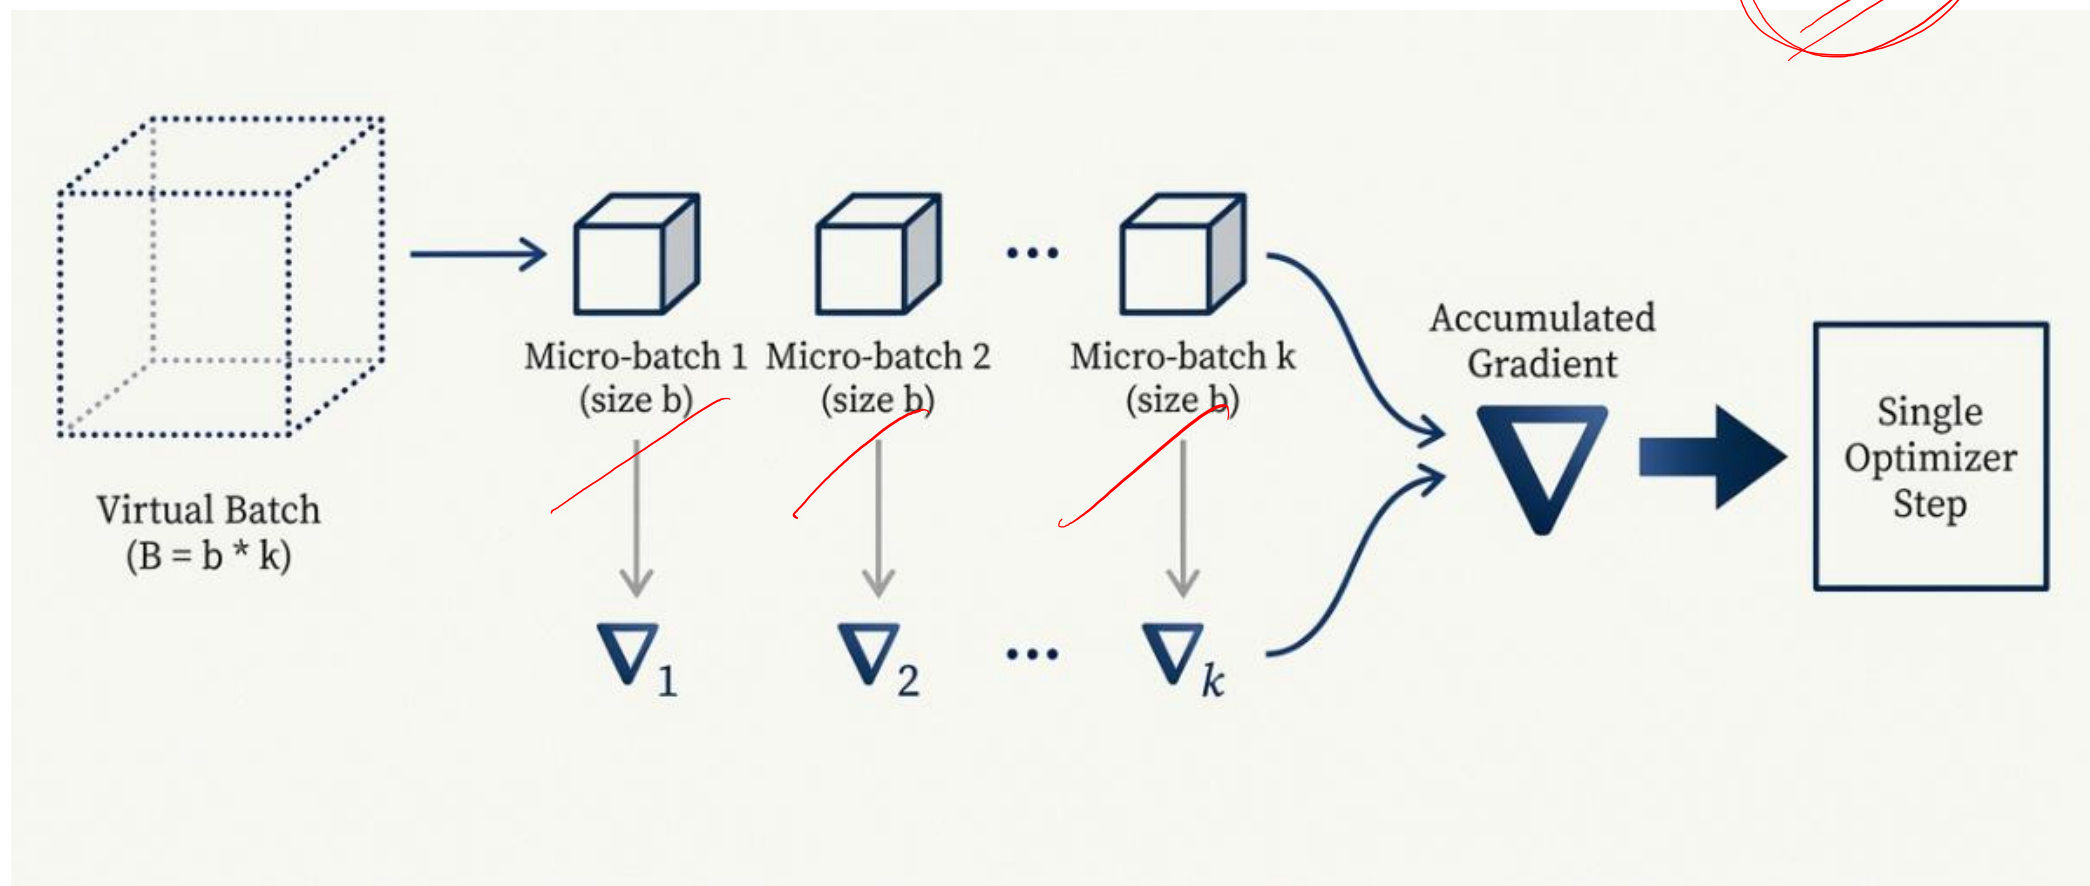 Virtual Batch
(B = b * k)
Micro-batch 1
(size b)
Micro-batch 2
(size b)
...
Micro-batch k
(size b)
∇1
∇2
...
∇k
Accumulated
Gradient
∇
Single
Optimizer
Step